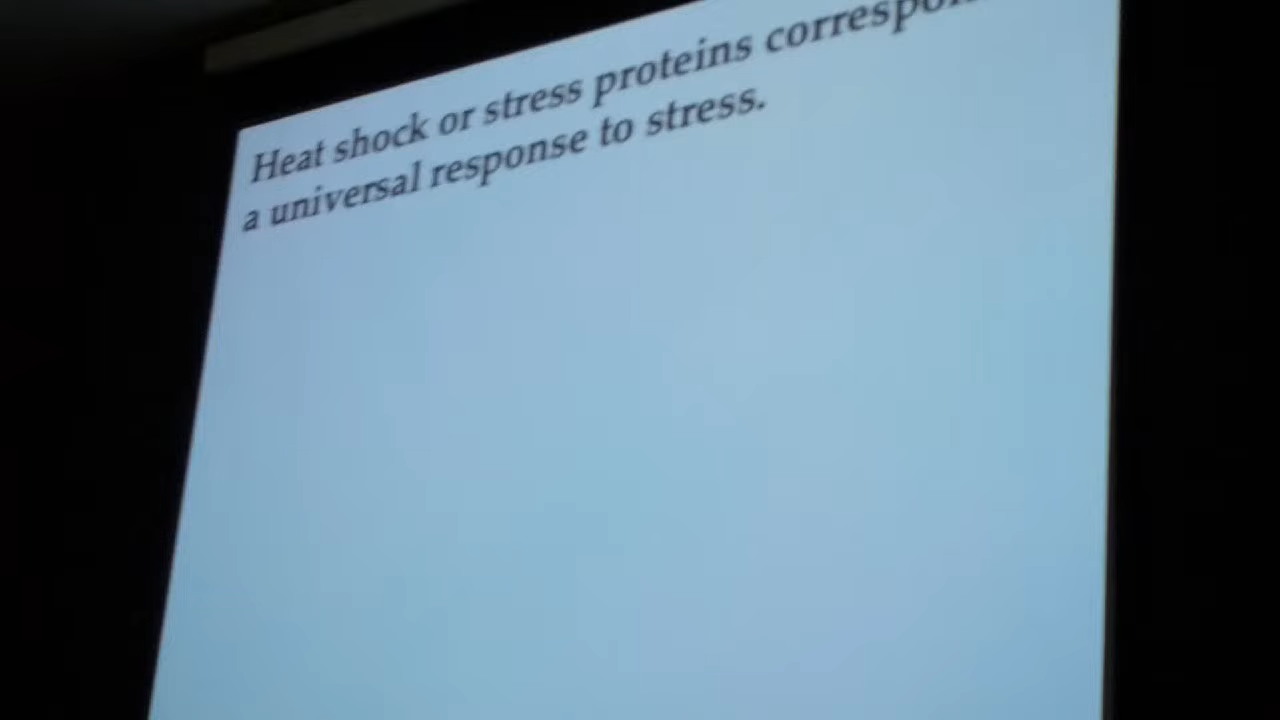 Heat shock or stress proteins
a universal response to stress.